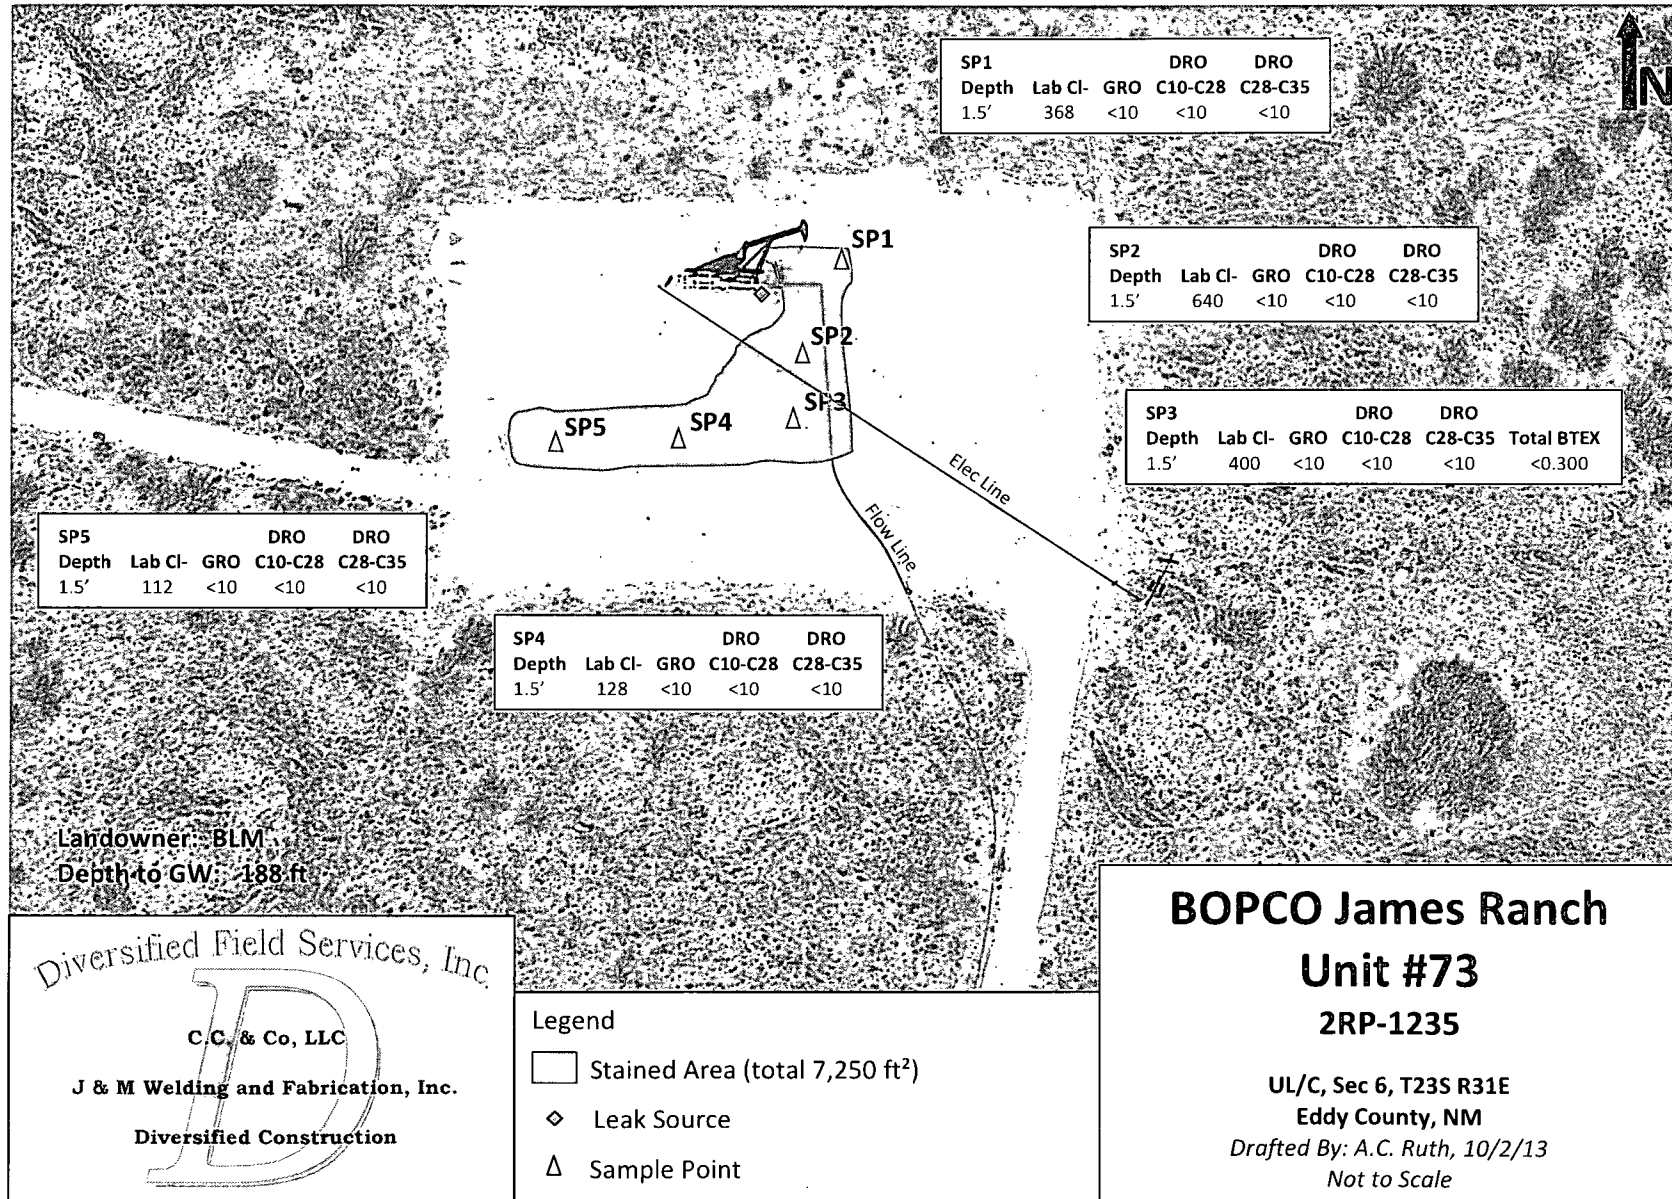 N
SP1 DRO DRO
Depth Lab Cl- GRO C10-C28 C28-C35
1.5' 368 <10 <10 <10
SP1
SP2 DRO DRO
Depth Lab Cl- GRO C10-C28 C28-C35
1.5' 640 <10 <10 <10
SP2
SP3
SP3 DRO DRO
Depth Lab Cl- GRO C10-C28 C28-C35 Total BTEX
1.5' 400 <10 <10 <10 <0.300
SP5
SP4
Elec Line
Flow Line
SP5 DRO DRO
Depth Lab Cl- GRO C10-C28 C28-C35
1.5' 112 <10 <10 <10
SP4 DRO DRO
Depth Lab Cl- GRO C10-C28 C28-C35
1.5' 128 <10 <10 <10
Landowner: BLM
Depth to GW: 188 ft
Diversified Field Services, Inc.
D
C.C. & Co, LLC
J & M Welding and Fabrication, Inc.
Diversified Construction
Legend
Stained Area (total 7,250 ft²)
Leak Source
Sample Point
BOPCO James Ranch
Unit #73
2RP-1235
UL/C, Sec 6, T23S R31E
Eddy County, NM
Drafted By: A.C. Ruth, 10/2/13
Not to Scale